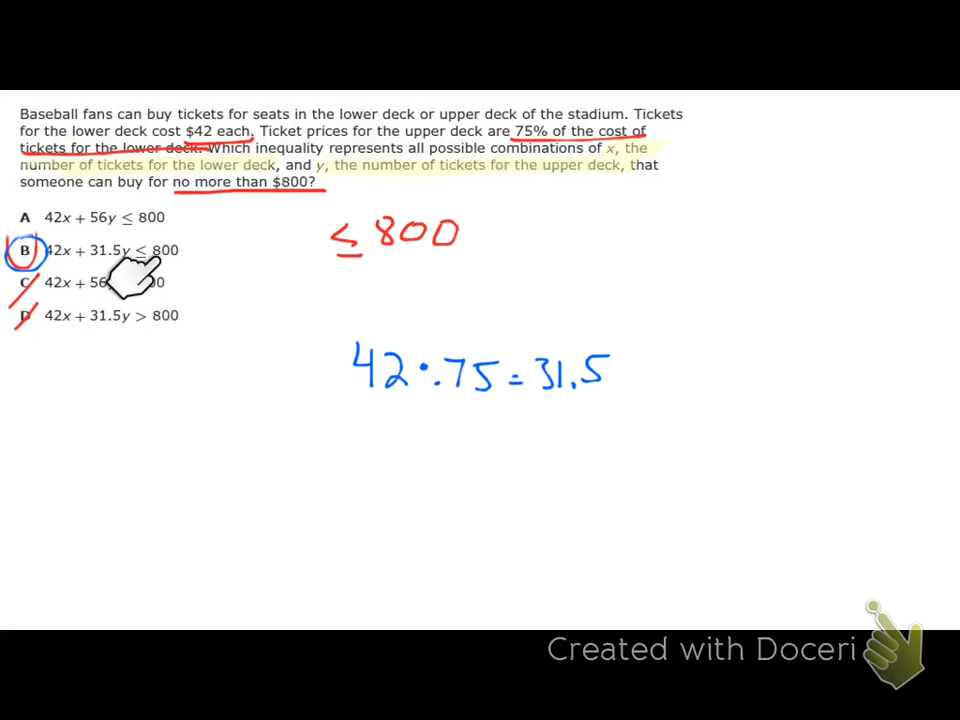 Baseball fans can buy tickets for seats in the lower deck or upper deck of the stadium. Tickets
for the lower deck cost $42 each. Ticket prices for the upper deck are 75% of the cost of
tickets for the lower deck. Which inequality represents all possible combinations of x, the
number of tickets for the lower deck, and y, the number of tickets for the upper deck, that
someone can buy for no more than $800?
A 42x + 56y ≤ 800
≤ 800
B 42x + 31.5y ≤ 800
C 42x + 56 00
D 42x + 31.5y > 800
42 · .75 = 31.5
Created with Doceri